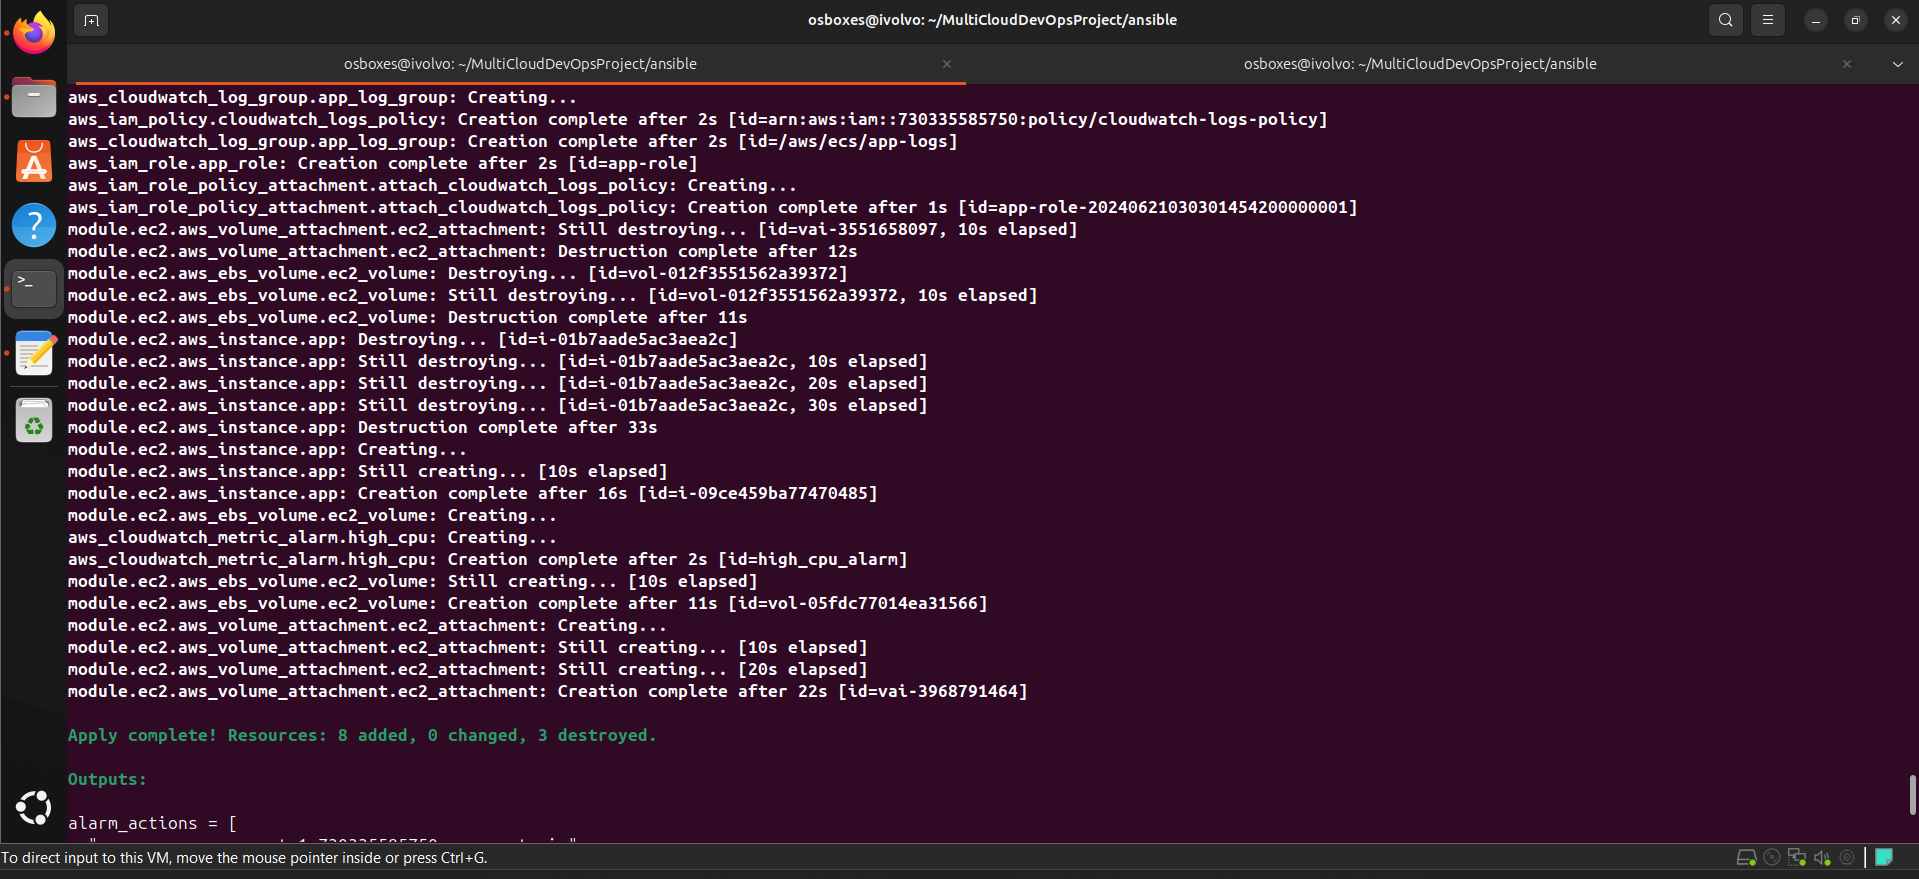 osboxes@ivolvo: ~/MultiCloudDevOpsProject/ansible
osboxes@ivolvo: ~/MultiCloudDevOpsProject/ansible
osboxes@ivolvo: ~/MultiCloudDevOpsProject/ansible
aws_cloudwatch_log_group.app_log_group: Creating...
aws_iam_policy.cloudwatch_logs_policy: Creation complete after 2s [id=arn:aws:iam::730335585750:policy/cloudwatch-logs-policy]
aws_cloudwatch_log_group.app_log_group: Creation complete after 2s [id=/aws/ecs/app-logs]
aws_iam_role.app_role: Creation complete after 2s [id=app-role]
aws_iam_role_policy_attachment.attach_cloudwatch_logs_policy: Creating...
aws_iam_role_policy_attachment.attach_cloudwatch_logs_policy: Creation complete after 1s [id=app-role-20240621030301454200000001]
module.ec2.aws_volume_attachment.ec2_attachment: Still destroying... [id=vai-3551658097, 10s elapsed]
module.ec2.aws_volume_attachment.ec2_attachment: Destruction complete after 12s
module.ec2.aws_ebs_volume.ec2_volume: Destroying... [id=vol-012f3551562a39372]
module.ec2.aws_ebs_volume.ec2_volume: Still destroying... [id=vol-012f3551562a39372, 10s elapsed]
module.ec2.aws_ebs_volume.ec2_volume: Destruction complete after 11s
module.ec2.aws_instance.app: Destroying... [id=i-01b7aade5ac3aea2c]
module.ec2.aws_instance.app: Still destroying... [id=i-01b7aade5ac3aea2c, 10s elapsed]
module.ec2.aws_instance.app: Still destroying... [id=i-01b7aade5ac3aea2c, 20s elapsed]
module.ec2.aws_instance.app: Still destroying... [id=i-01b7aade5ac3aea2c, 30s elapsed]
module.ec2.aws_instance.app: Destruction complete after 33s
module.ec2.aws_instance.app: Creating...
module.ec2.aws_instance.app: Still creating... [10s elapsed]
module.ec2.aws_instance.app: Creation complete after 16s [id=i-09ce459ba77470485]
module.ec2.aws_ebs_volume.ec2_volume: Creating...
aws_cloudwatch_metric_alarm.high_cpu: Creating...
aws_cloudwatch_metric_alarm.high_cpu: Creation complete after 2s [id=high_cpu_alarm]
module.ec2.aws_ebs_volume.ec2_volume: Still creating... [10s elapsed]
module.ec2.aws_ebs_volume.ec2_volume: Creation complete after 11s [id=vol-05fdc77014ea31566]
module.ec2.aws_volume_attachment.ec2_attachment: Creating...
module.ec2.aws_volume_attachment.ec2_attachment: Still creating... [10s elapsed]
module.ec2.aws_volume_attachment.ec2_attachment: Still creating... [20s elapsed]
module.ec2.aws_volume_attachment.ec2_attachment: Creation complete after 22s [id=vai-3968791464]
Apply complete! Resources: 8 added, 0 changed, 3 destroyed.
Outputs:
alarm_actions = [
To direct input to this VM, move the mouse pointer inside or press Ctrl+G.